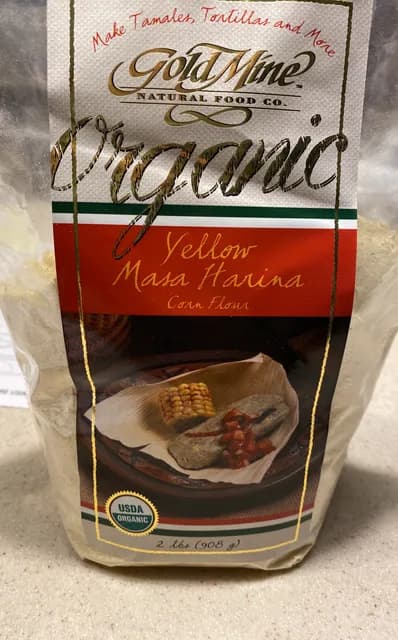 Make Tamales, Tortillas and More
Gold Mine
NATURAL FOOD CO.
Organic
Yellow
Masa Harina
Corn Flour
USDA
ORGANIC
2 lbs (908 g)